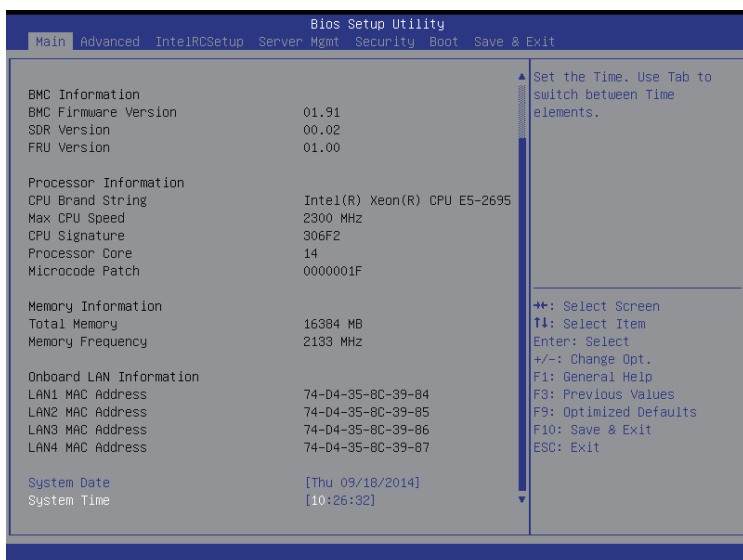 Bios Setup Utility
Main Advanced IntelRCSetup Server Mgmt Security Boot Save & Exit
BMC Information
BMC Firmware Version 01.91
SDR Version 00.02
FRU Version 01.00
Processor Information
CPU Brand String Intel(R) Xeon(R) CPU E5-2695
Max CPU Speed 2300 MHz
CPU Signature 306F2
Processor Core 14
Microcode Patch 0000001F
Memory Information
Total Memory 16384 MB
Memory Frequency 2133 MHz
Onboard LAN Information
LAN1 MAC Address 74-D4-35-8C-39-84
LAN2 MAC Address 74-D4-35-8C-39-85
LAN3 MAC Address 74-D4-35-8C-39-86
LAN4 MAC Address 74-D4-35-8C-39-87
System Date [Thu 09/18/2014]
System Time [10:26:32]
Set the Time. Use Tab to
switch between Time
elements.
→←: Select Screen
↑↓: Select Item
Enter: Select
+/-: Change Opt.
F1: General Help
F3: Previous Values
F9: Optimized Defaults
F10: Save & Exit
ESC: Exit